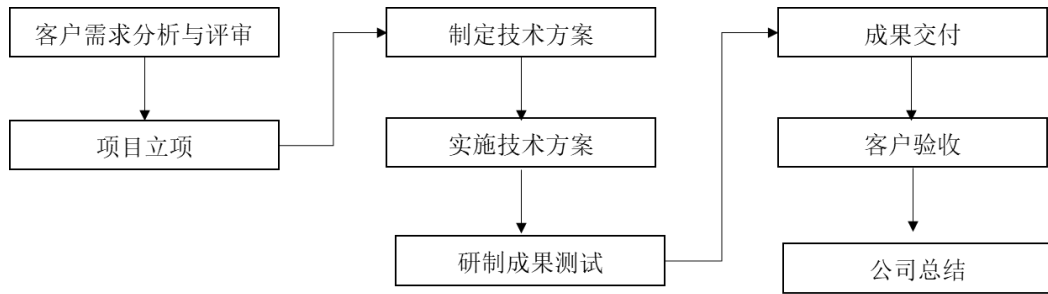 客户需求分析与评审
项目立项
制定技术方案
实施技术方案
研制成果测试
成果交付
客户验收
公司总结